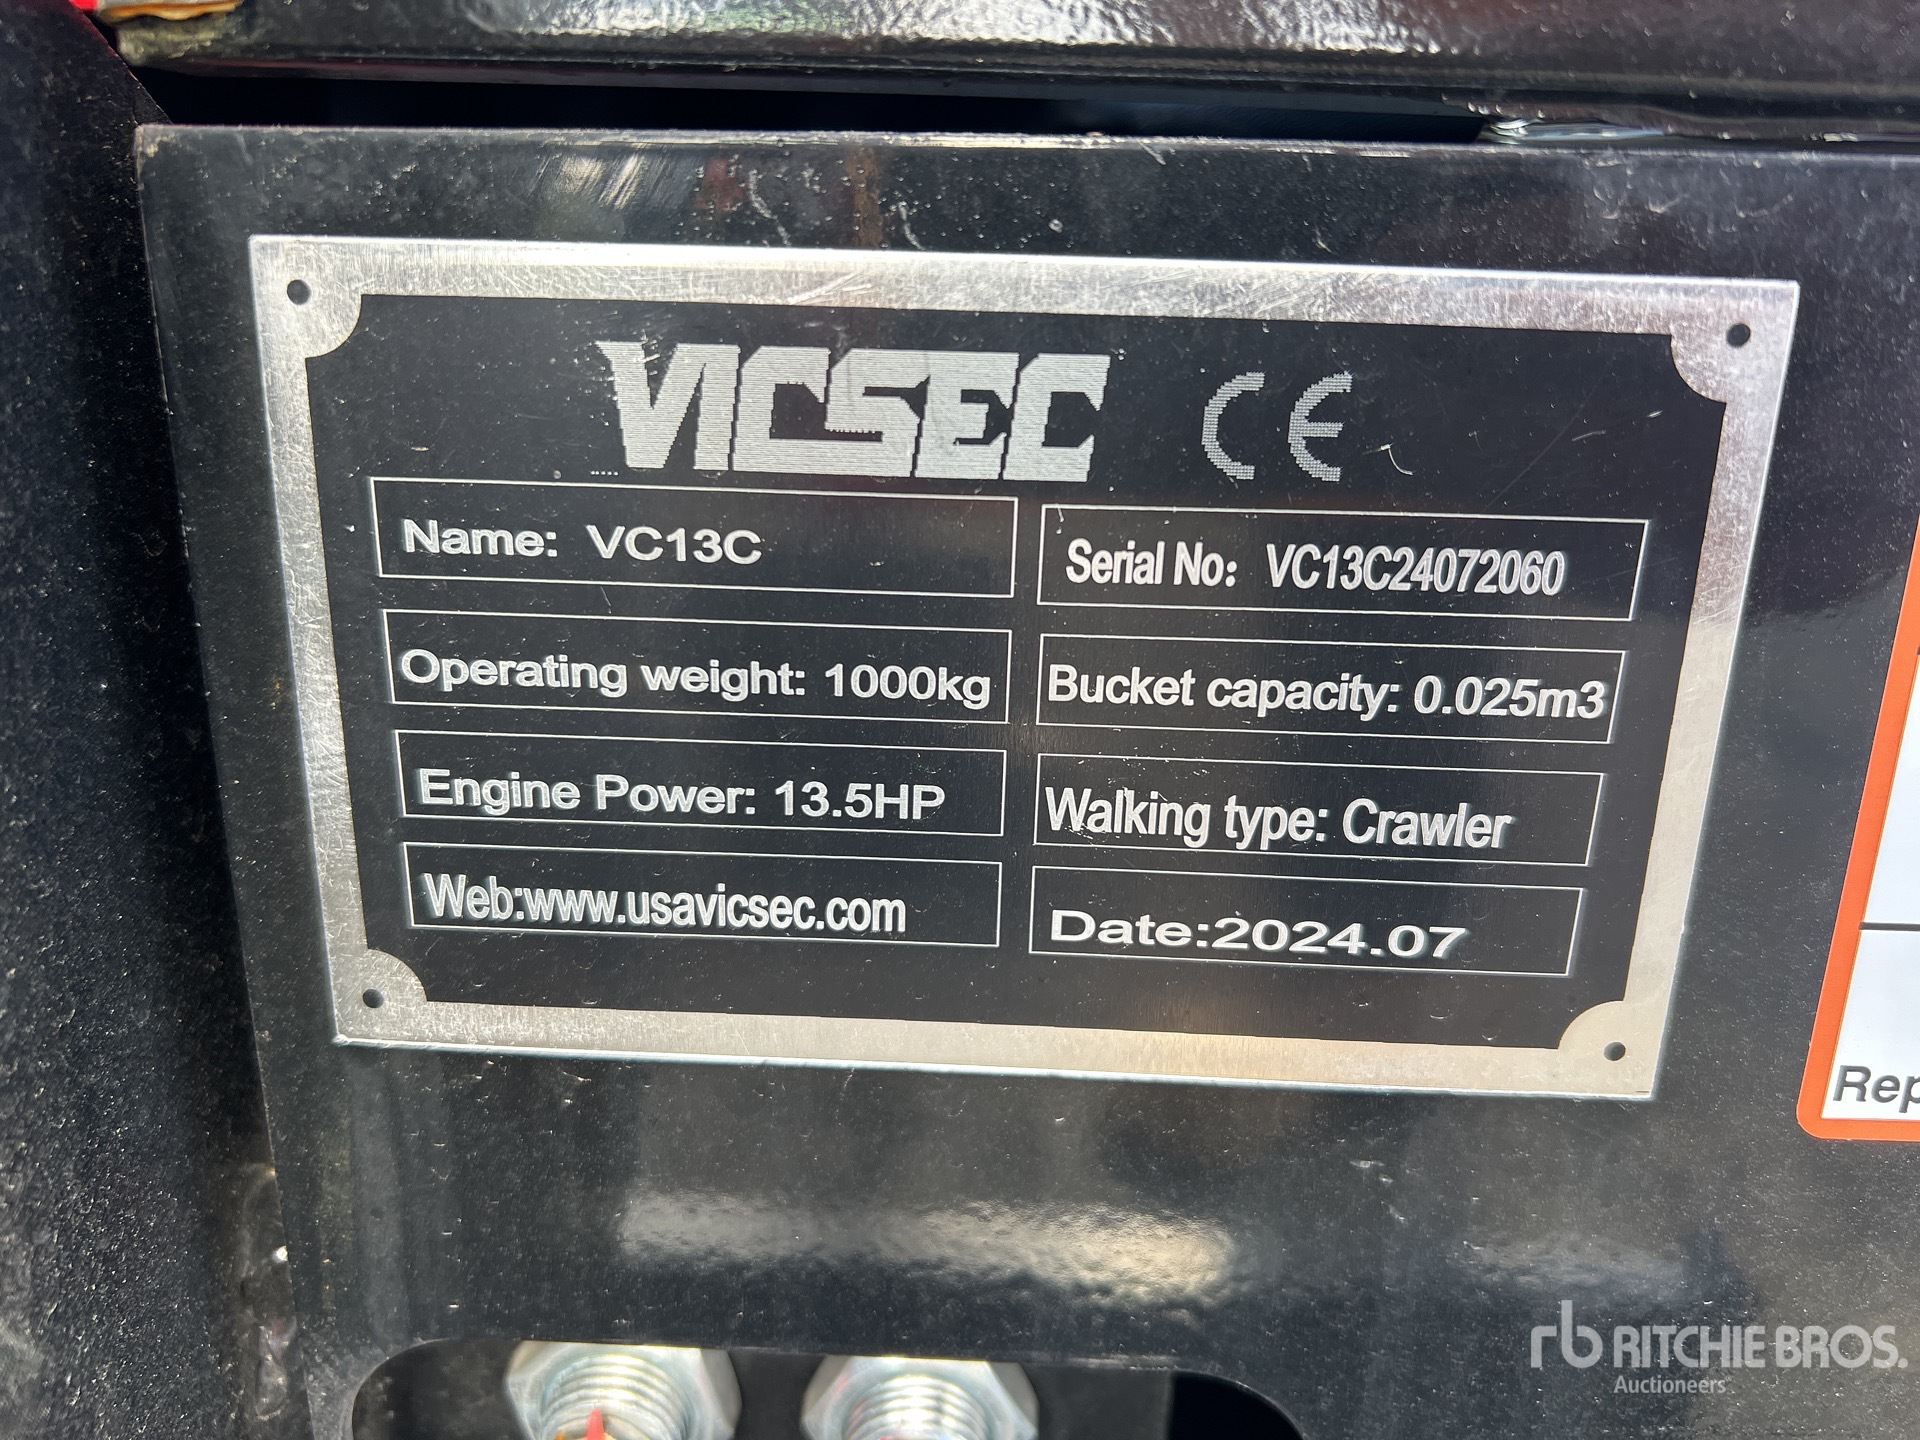 VICSEC CE
Name: VC13C
Serial No: VC13C24072060
Operating weight: 1000kg
Bucket capacity: 0.025m3
Engine Power: 13.5HP
Walking type: Crawler
Web:www.usavicsec.com
Date:2024.07
Rep
rb RITCHIE BROS.
Auctioneers